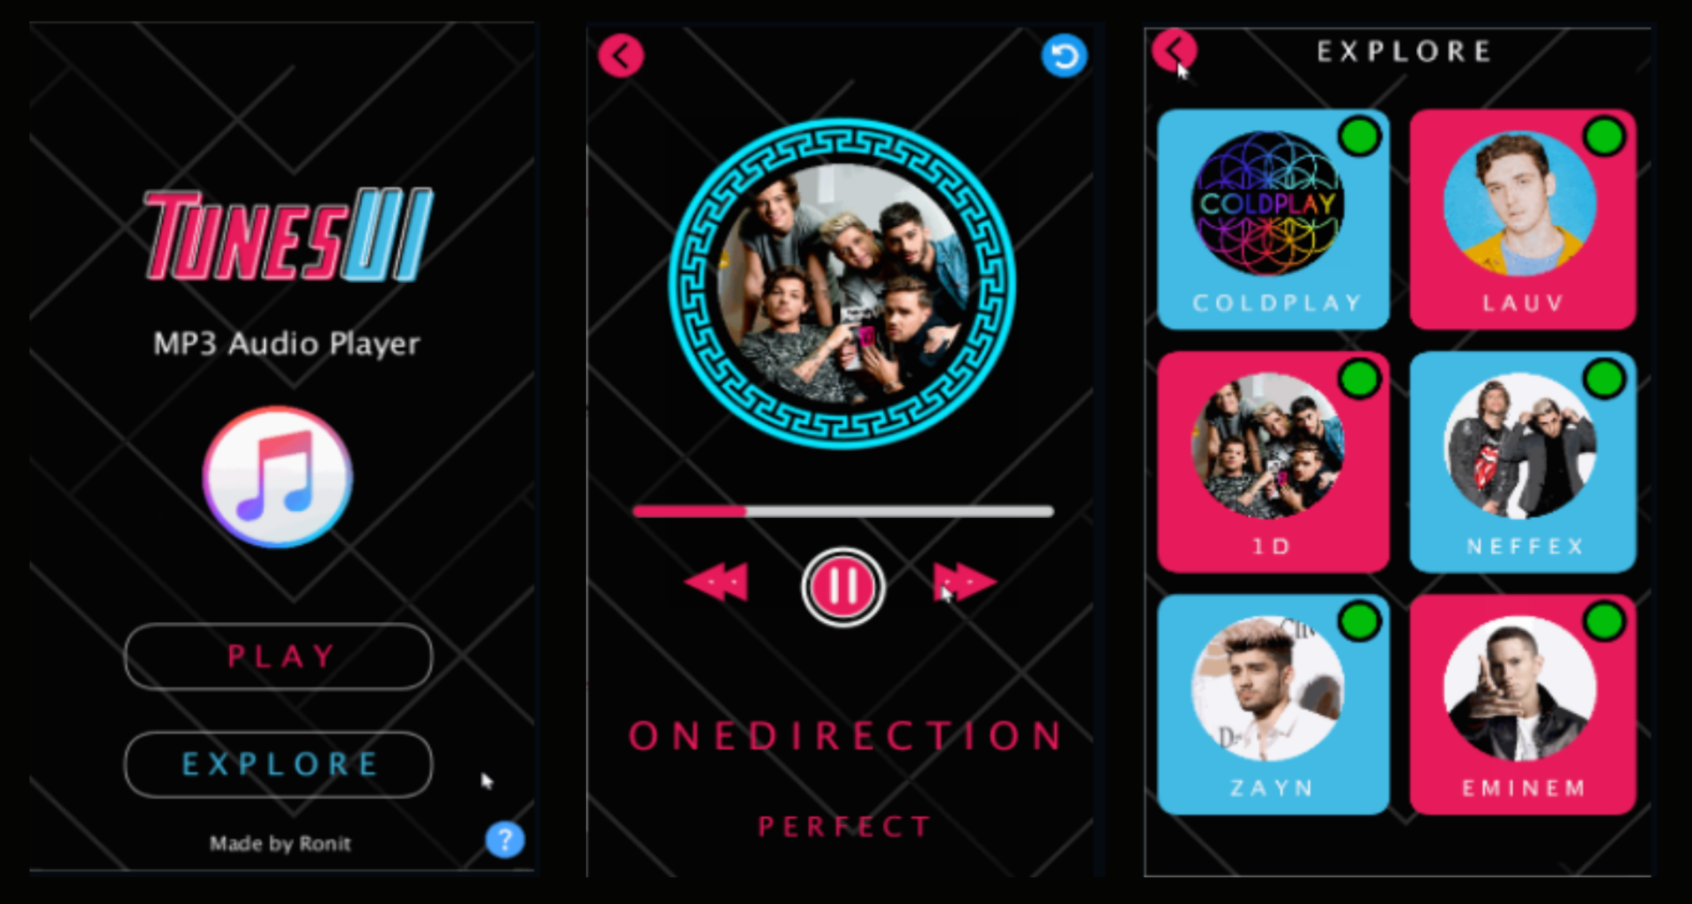 TUNESUI
MP3 Audio Player
PLAY
EXPLORE
Made by Ronit
?
ONEDIRECTION
PERFECT
EXPLORE
COLDPLAY
COLDPLAY
LAUV
1D
NEFFEX
ZAYN
EMINEM